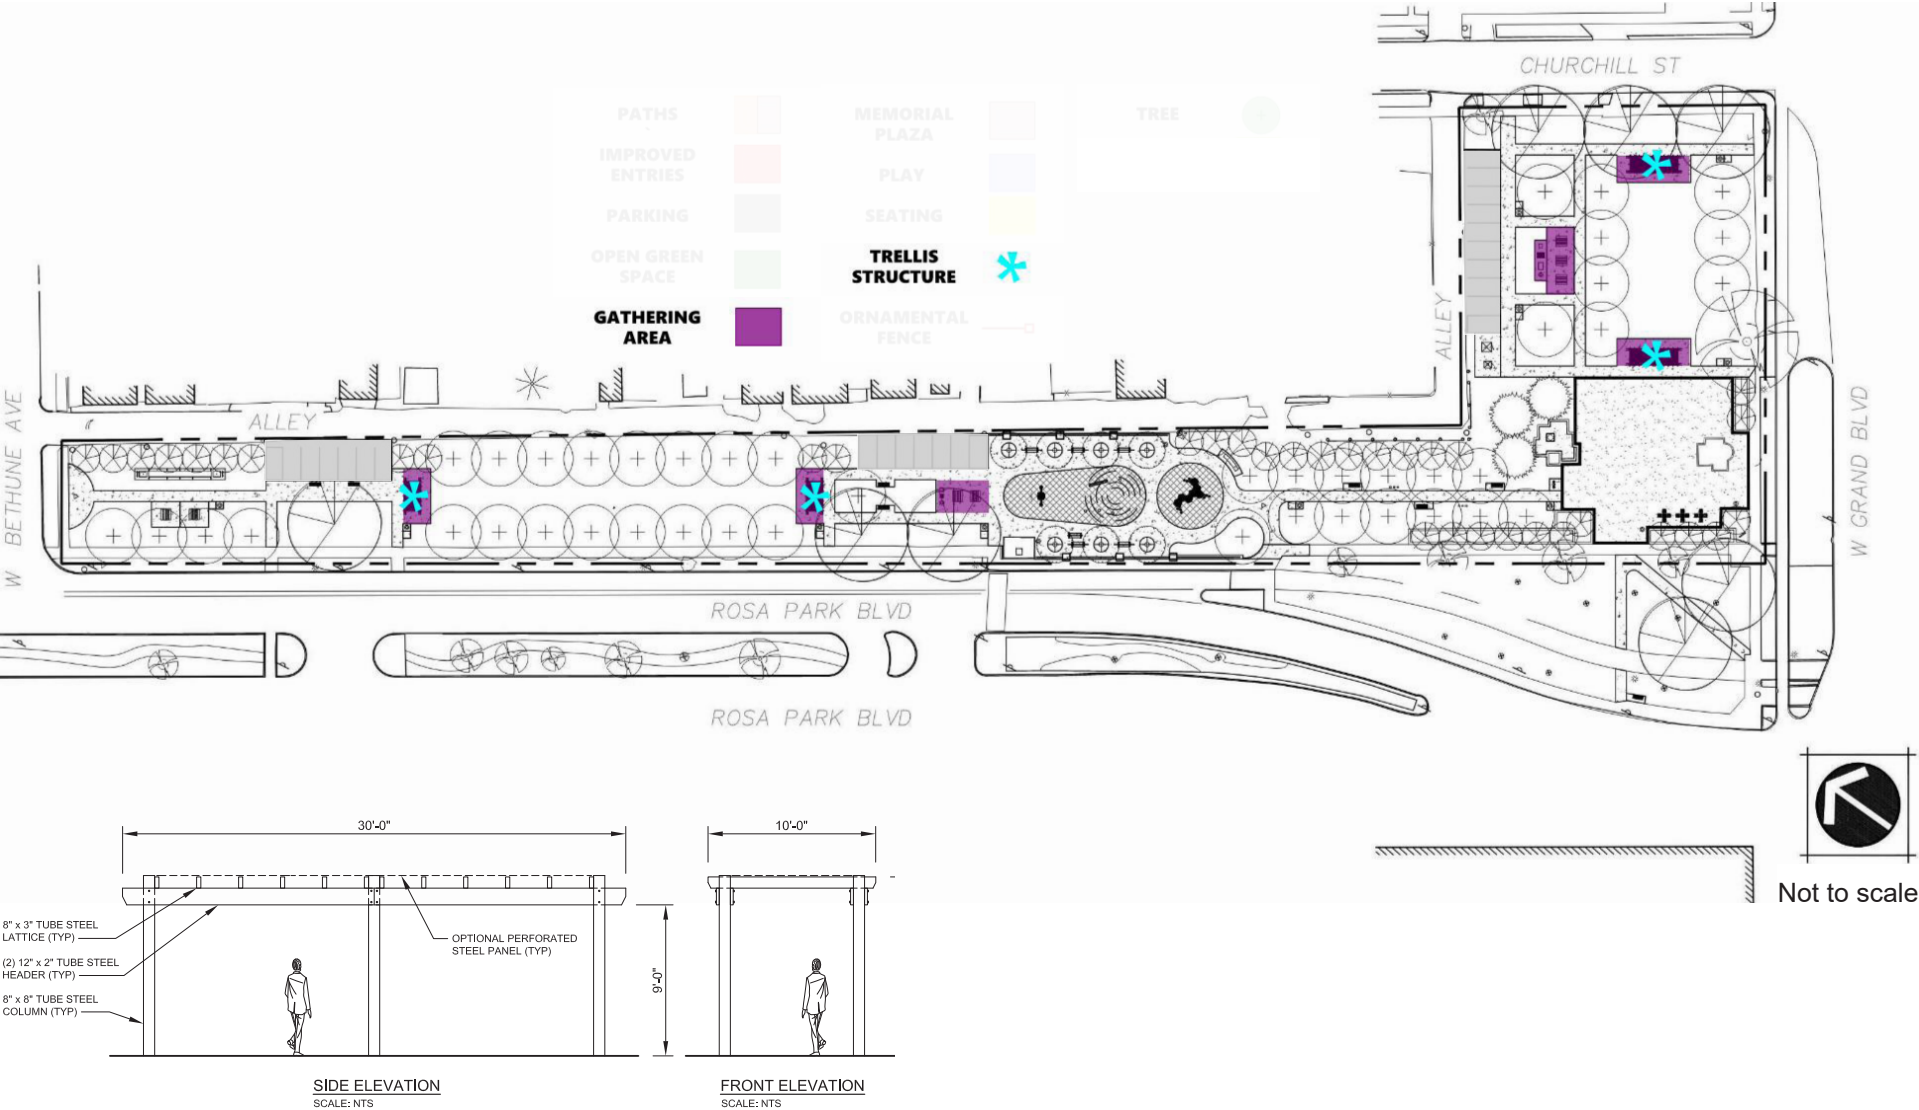 CHURCHILL ST
PATHS
MEMORIAL
PLAZA
TREE
IMPROVED
ENTRIES
PLAY
PARKING
SEATING
OPEN GREEN
SPACE
TRELLIS
STRUCTURE
GATHERING
AREA
ORNAMENTAL
FENCE
ALLEY
ALLEY
W BETHUNE AVE
W GRAND BLVD
ROSA PARK BLVD
ROSA PARK BLVD
Not to scale
30'-0"
10'-0"
8" x 3" TUBE STEEL
LATTICE (TYP)
(2) 12" x 2" TUBE STEEL
HEADER (TYP)
8" x 8" TUBE STEEL
COLUMN (TYP)
OPTIONAL PERFORATED
STEEL PANEL (TYP)
9'-0"
SIDE ELEVATION
SCALE: NTS
FRONT ELEVATION
SCALE: NTS